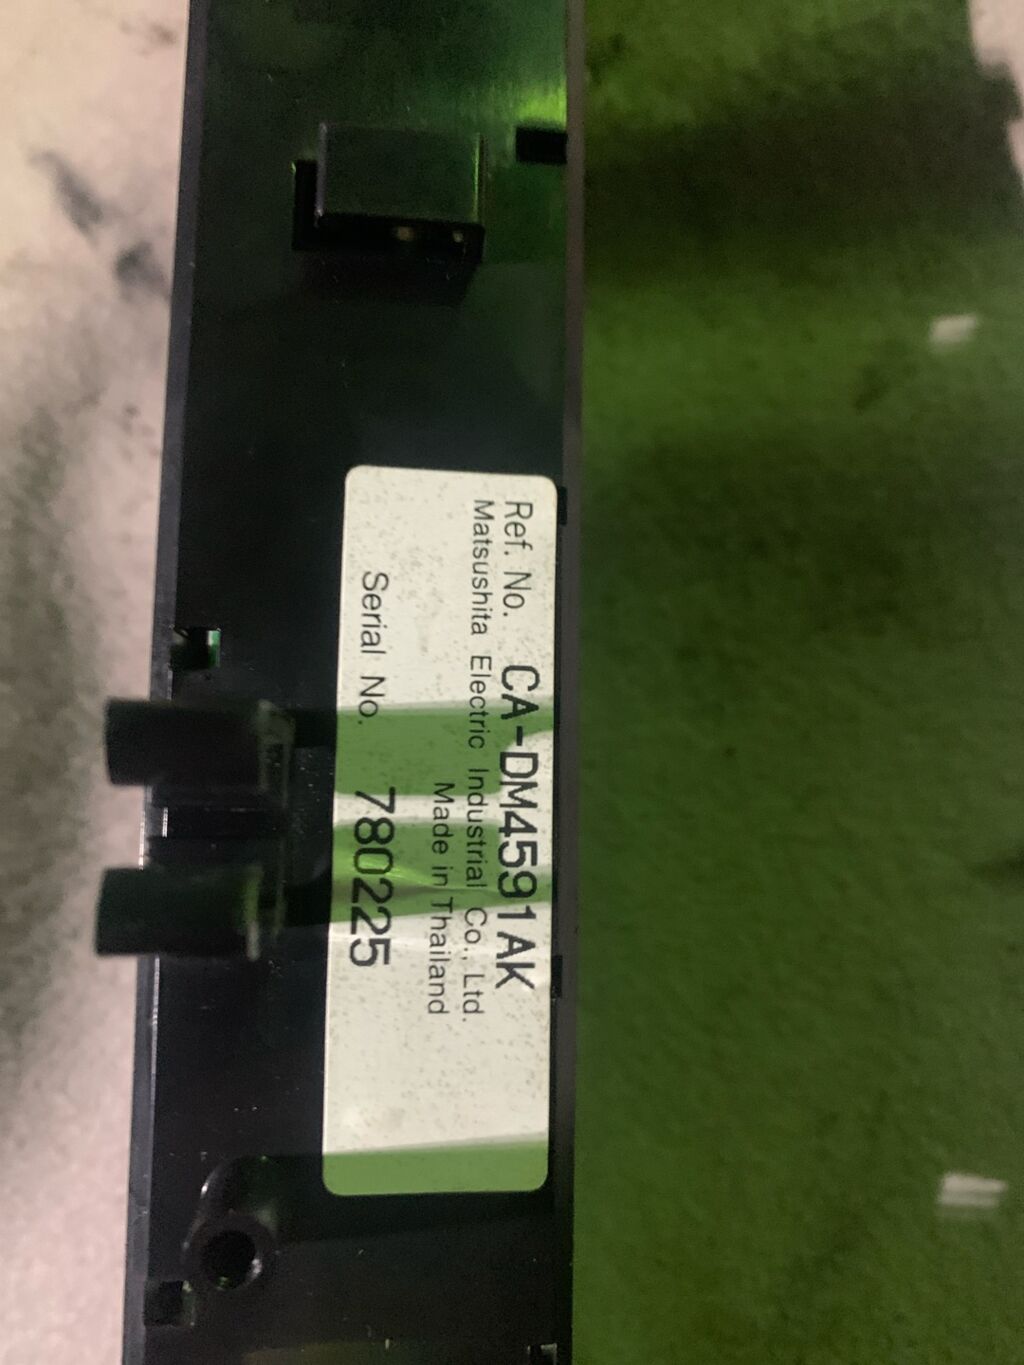 Ref. No. CA-DM4591AK
Matsushita Electric Industrial Co., Ltd.
Made in Thailand
Serial No. 780225